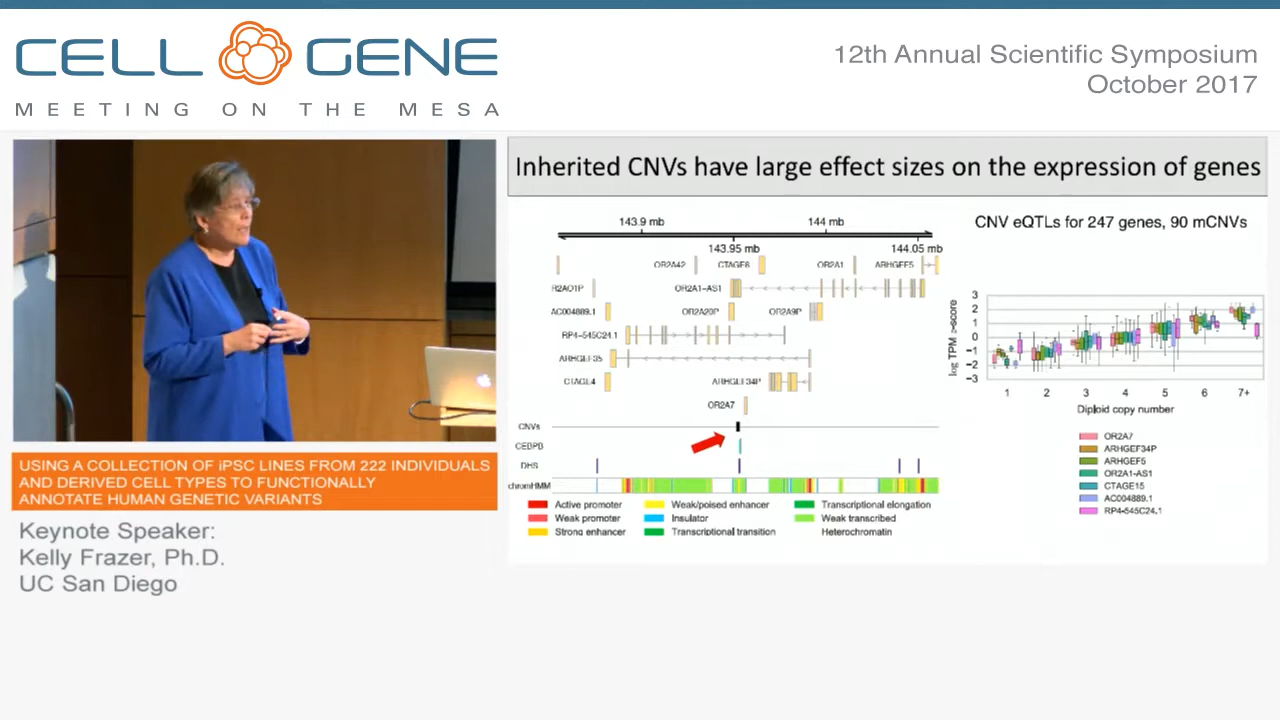 CELL GENE
MEETING ON THE MESA
12th Annual Scientific Symposium
October 2017
USING A COLLECTION OF iPSC LINES FROM 222 INDIVIDUALS
AND DERIVED CELL TYPES TO FUNCTIONALLY
ANNOTATE HUMAN GENETIC VARIANTS
Keynote Speaker:
Kelly Frazer, Ph.D.
UC San Diego
Inherited CNVs have large effect sizes on the expression of genes
143.9 mb 144 mb
143.95 mb 144.05 mb
OR2A42 CTAGE6 OR2A1 ARHGEF5
R2AO1P OR2A1-AS1
AC004889.1 OR2A20P OR2A9P
RP4-545C24.1
ARHGEF35
CTAGE4 ARHGEF34P
OR2A7
CNVs
CEBPB
DHS
chromHMM
Active promoter Weak/poised enhancer Transcriptional elongation
Weak promoter Insulator Weak transcribed
Strong enhancer Transcriptional transition Heterochromatin
CNV eQTLs for 247 genes, 90 mCNVs
log TPM z-score
3
2
1
0
−1
−2
−3
1 2 3 4 5 6 7+
Diploid copy number
OR2A7
ARHGEF34P
ARHGEF5
OR2A1-AS1
CTAGE15
AC004889.1
RP4-545C24.1